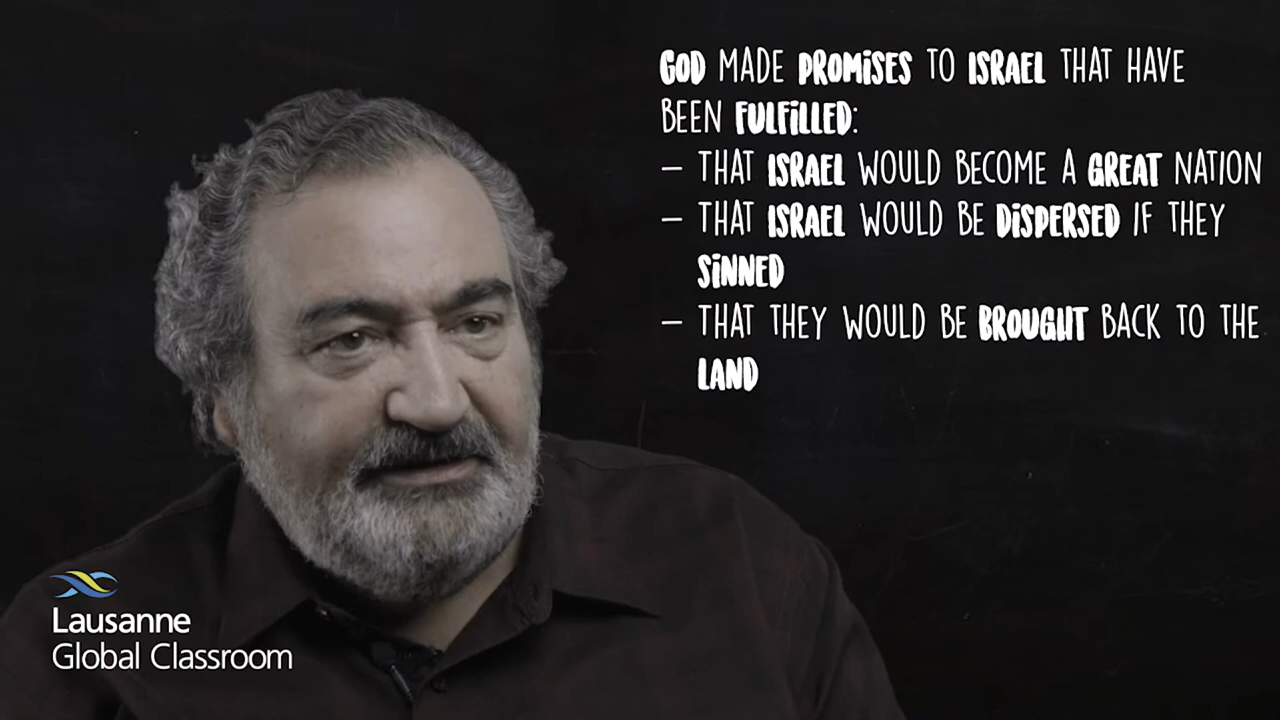 GOD MADE PROMISES TO ISRAEL THAT HAVE
BEEN FULFILLED:
– THAT ISRAEL WOULD BECOME A GREAT NATION
– THAT ISRAEL WOULD BE DISPERSED IF THEY
SINNED
– THAT THEY WOULD BE BROUGHT BACK TO THE
LAND
Lausanne
Global Classroom